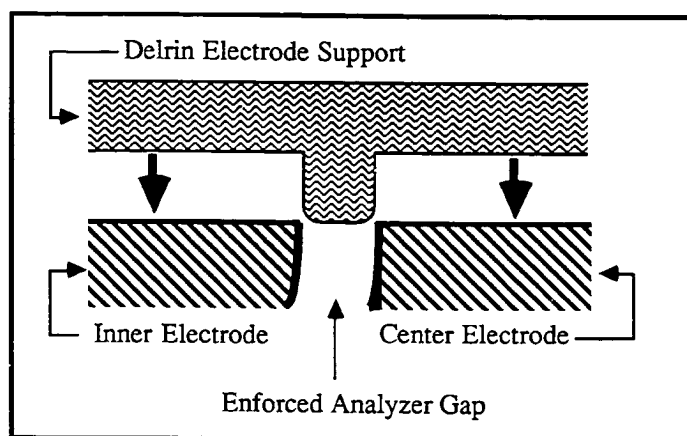 Delrin Electrode Support
Inner Electrode
Center Electrode
Enforced Analyzer Gap